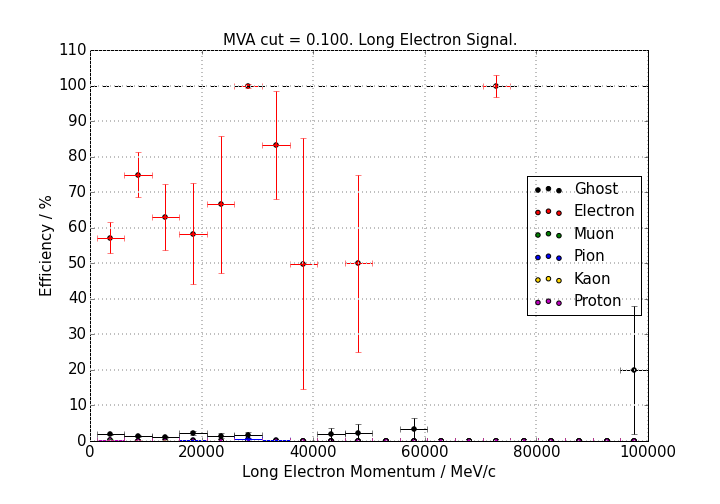 MVA cut = 0.100. Long Electron Signal.
110
100
90
80
70
60
50
40
30
20
10
0
Efficiency / %
Ghost
Electron
Muon
Pion
Kaon
Proton
0 20000 40000 60000 80000 100000
Long Electron Momentum / MeV/c